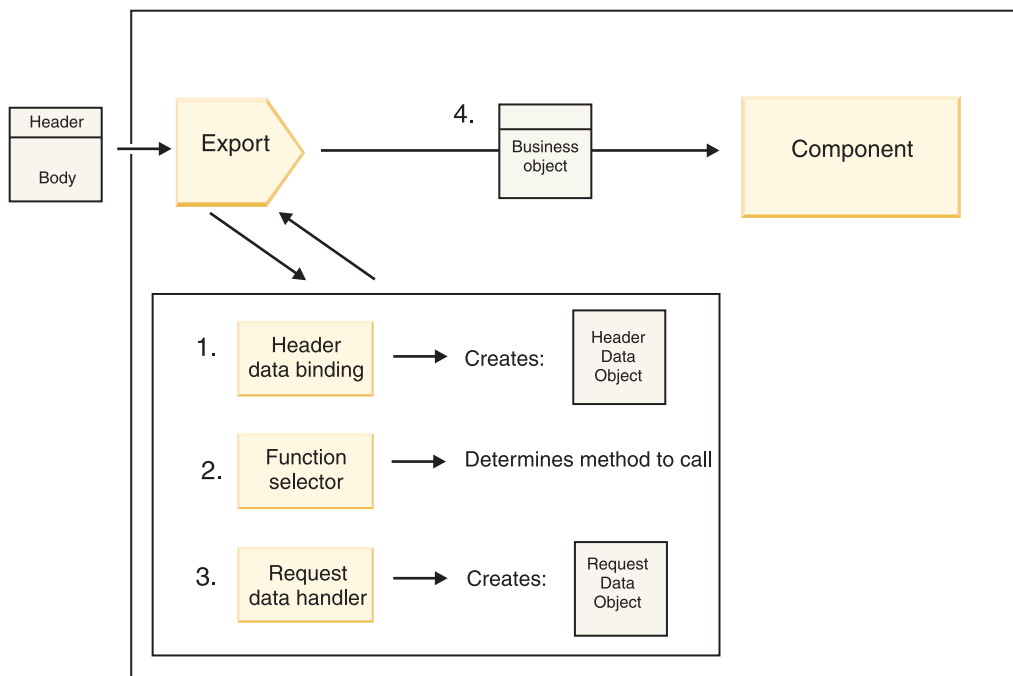 Header
Body
Export
4.
Business
object
Component
1.
Header
data binding
Creates:
Header
Data
Object
2.
Function
selector
Determines method to call
3.
Request
data handler
Creates:
Request
Data
Object